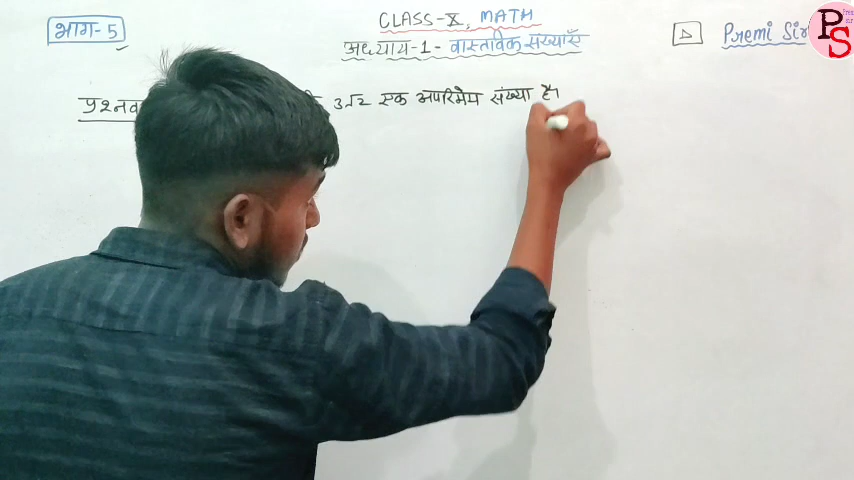 भाग-5
CLASS-X, MATH
अध्याय-1- वास्तविक संख्याएँ
Premi Sir
PS
3√2 एक अपरिमेय संख्या है।